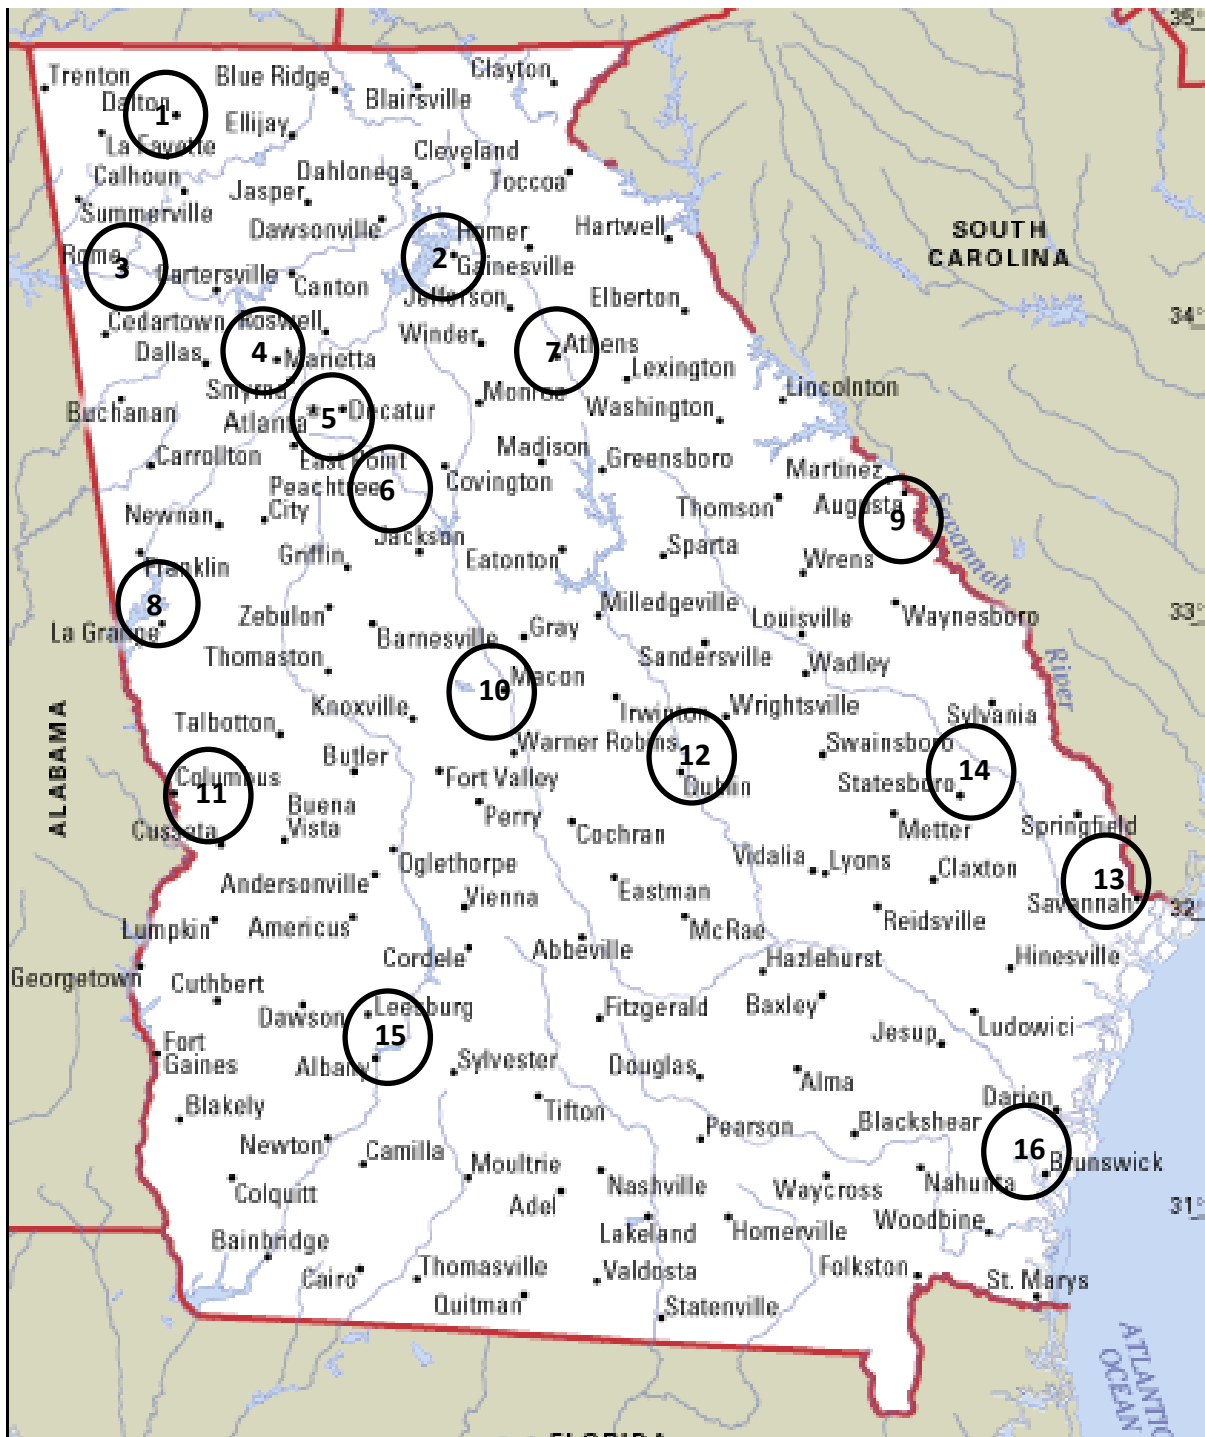 35°
Trenton
Blue Ridge
Clayton
Dalton
1
Blairsville
Ellijay
La Fayette
Cleveland
Calhoun
Dahlonega
Toccoa
Jasper
Summerville
Dawsonville
Homer
Hartwell
SOUTH
CAROLINA
Rome
3
2
Gainesville
Cartersville
Canton
Jefferson
Elberton
34°
Cedartown
Roswell
Winder
7
Athens
Dallas
4
Marietta
Lexington
Smyrna
Monroe
Lincolnton
Buchanan
Atlanta
5
Decatur
Washington
Carrollton
East Point
Madison
Greensboro
Martinez
Peachtree
City
6
Covington
Thomson
Augusta
9
Savannah
Newnan
Jackson
Griffin
Eatonton
Sparta
Wrens
Franklin
8
Zebulon
Milledgeville
Louisville
Waynesboro
33°
La Grange
Barnesville
Gray
Sandersville
Wadley
River
Thomaston
10
Macon
Knoxville
Irwinton
Wrightsville
Sylvania
ALABAMA
Talbotton
Warner Robins
12
Swainsboro
Butler
Columbus
11
Fort Valley
Dublin
Statesboro
14
Buena
Vista
Perry
Cochran
Metter
Springfield
Cusseta
Oglethorpe
Vidalia
Lyons
Claxton
13
Andersonville
Vienna
Eastman
Savannah
32°
Lumpkin
Americus
McRae
Reidsville
Cordele
Abbeville
Hazlehurst
Hinesville
Georgetown
Cuthbert
Dawson
Leesburg
Fitzgerald
Baxley
Ludowici
15
Jesup
Fort
Gaines
Albany
Sylvester
Douglas
Alma
Blakely
Tifton
Darien
Newton
Camilla
Pearson
Blackshear
16
Brunswick
Colquitt
Moultrie
Adel
Nashville
Waycross
Nahunta
31°
Bainbridge
Lakeland
Homerville
Woodbine
Cairo
Thomasville
Valdosta
Folkston
St. Marys
Quitman
Statenville
ATLANTIC
OCEAN
FLORIDA